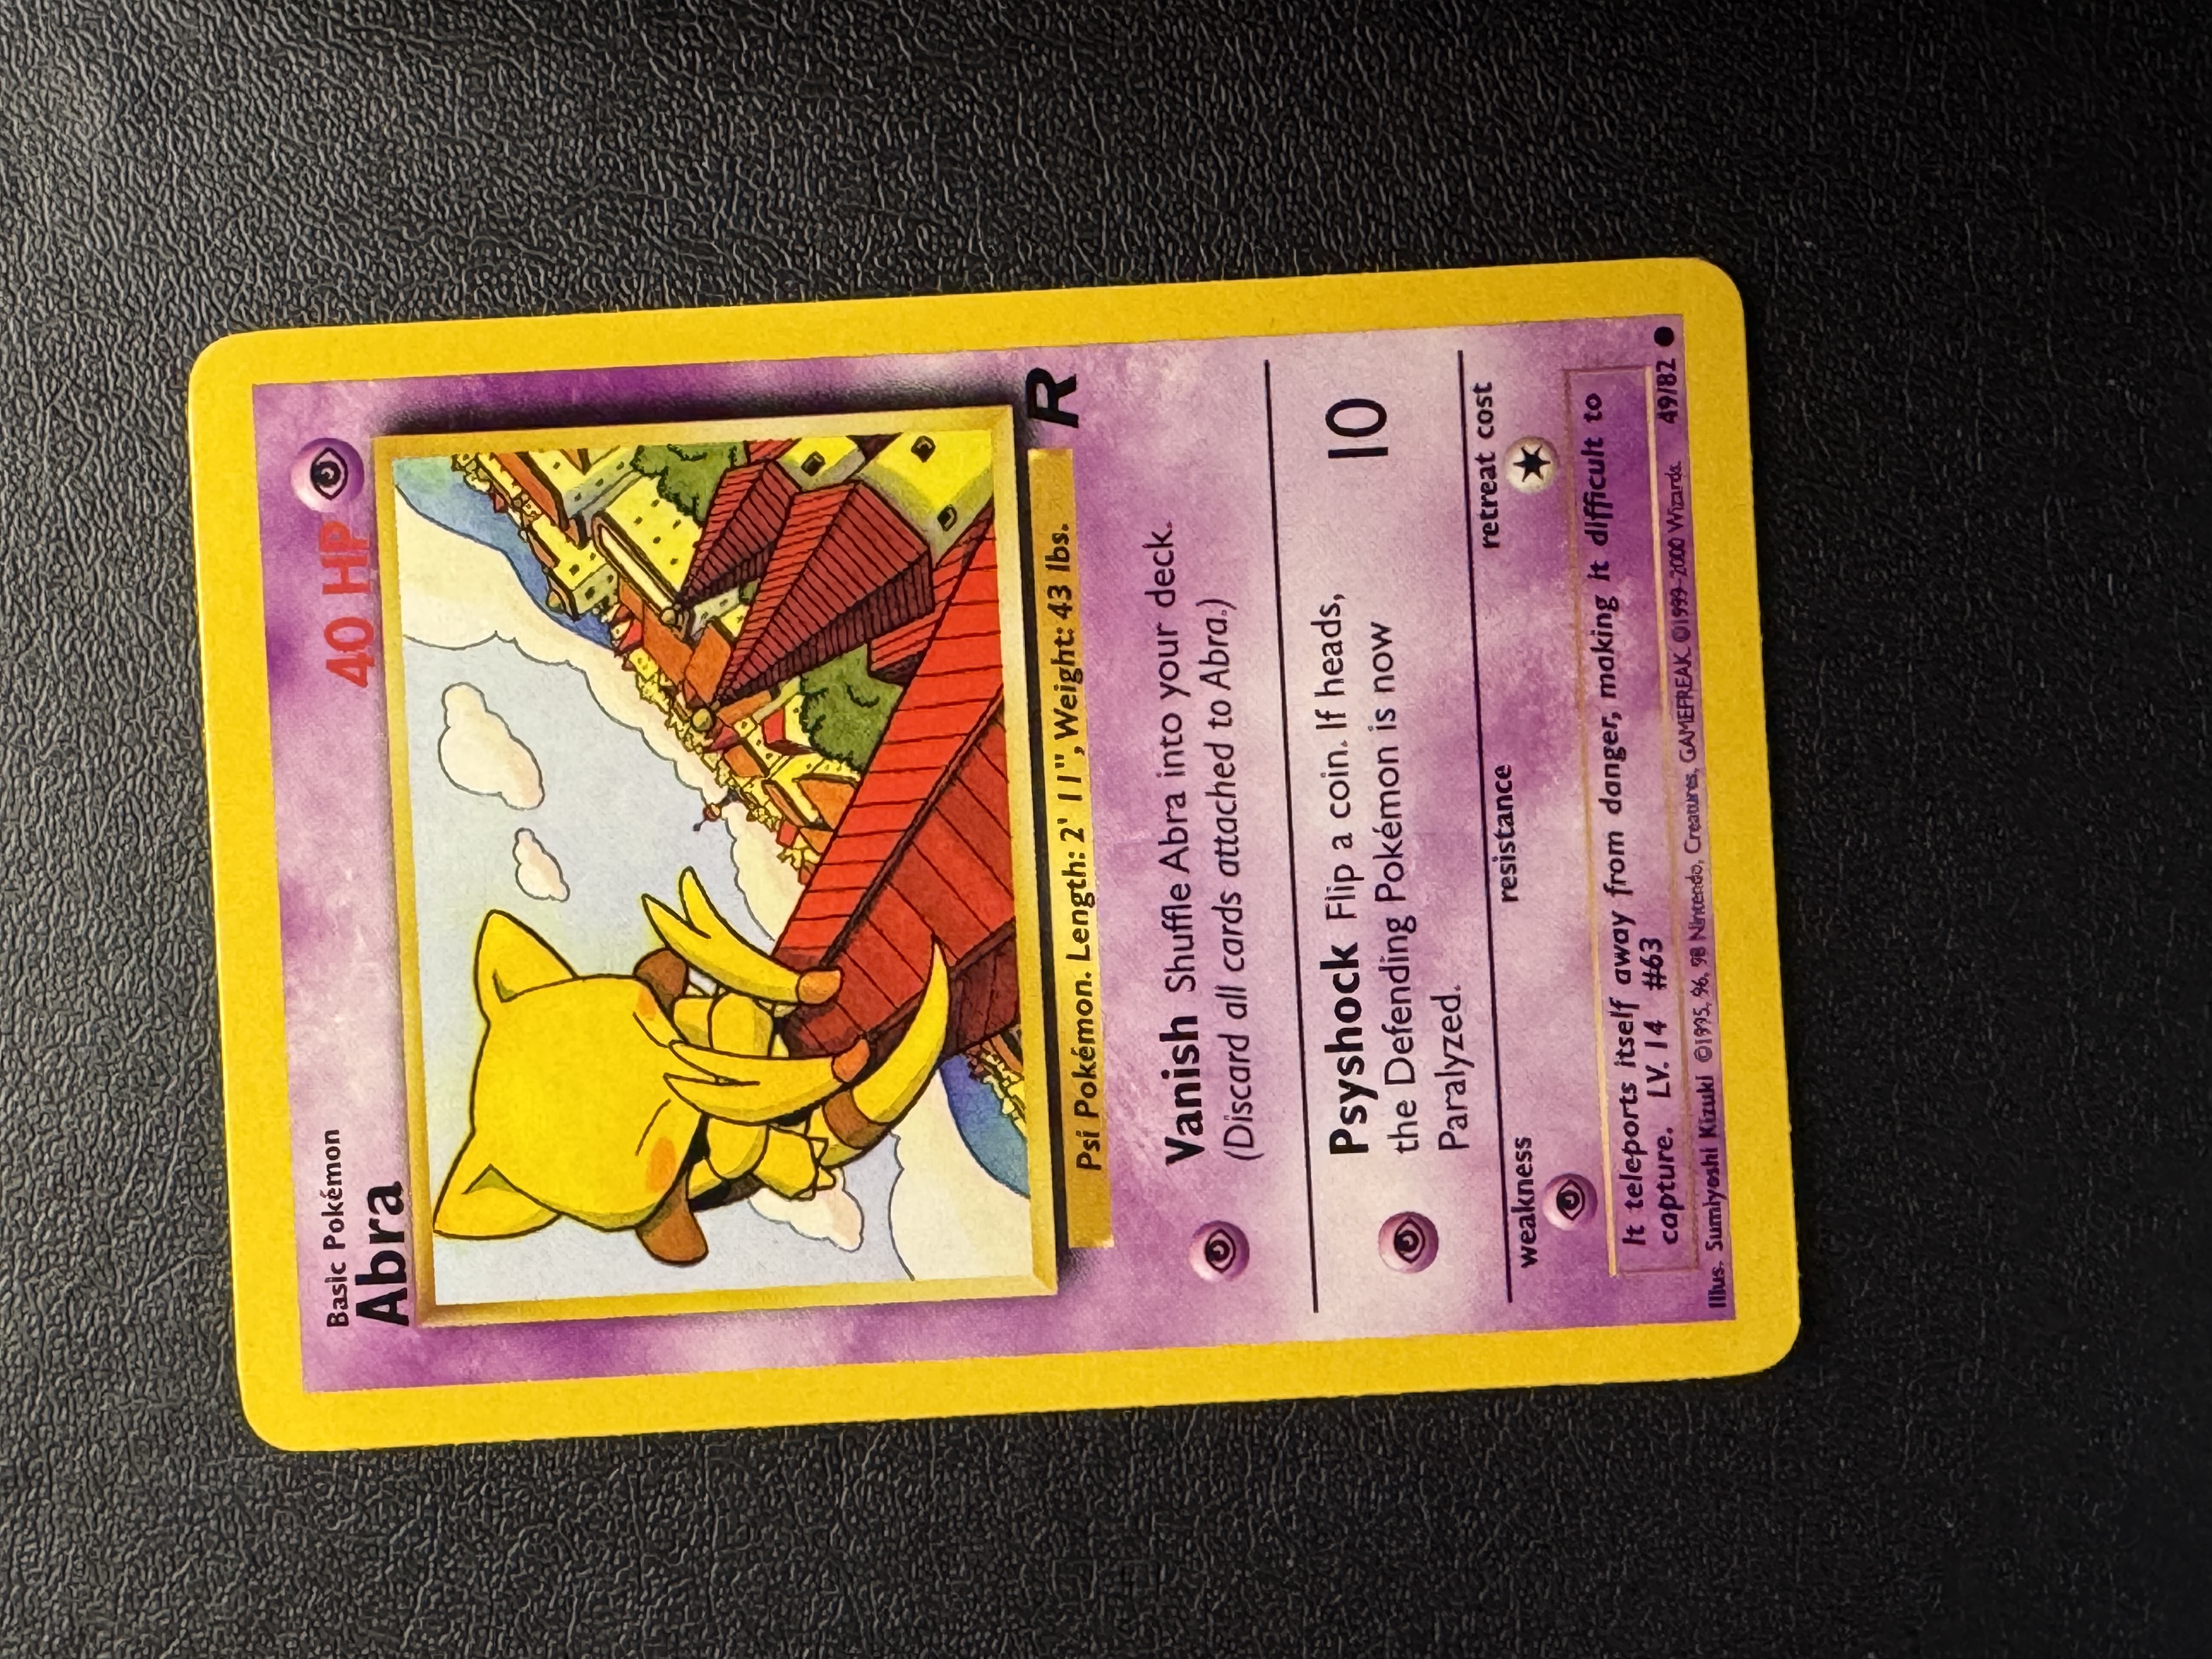 Basic Pokémon
Abra
40 HP
R
Psi Pokémon. Length: 2' 11", Weight: 43 lbs.
Vanish Shuffle Abra into your deck.
(Discard all cards attached to Abra.)
Psyshock Flip a coin. If heads,
the Defending Pokémon is now
Paralyzed.
10
weakness resistance retreat cost
It teleports itself away from danger, making it difficult to
capture. LV. 14 #63
Illus. Sumiyoshi Kizuki ©1995, 96, 98 Nintendo, Creatures, GAMEFREAK. ©1999-2000 Wizards. 49/82